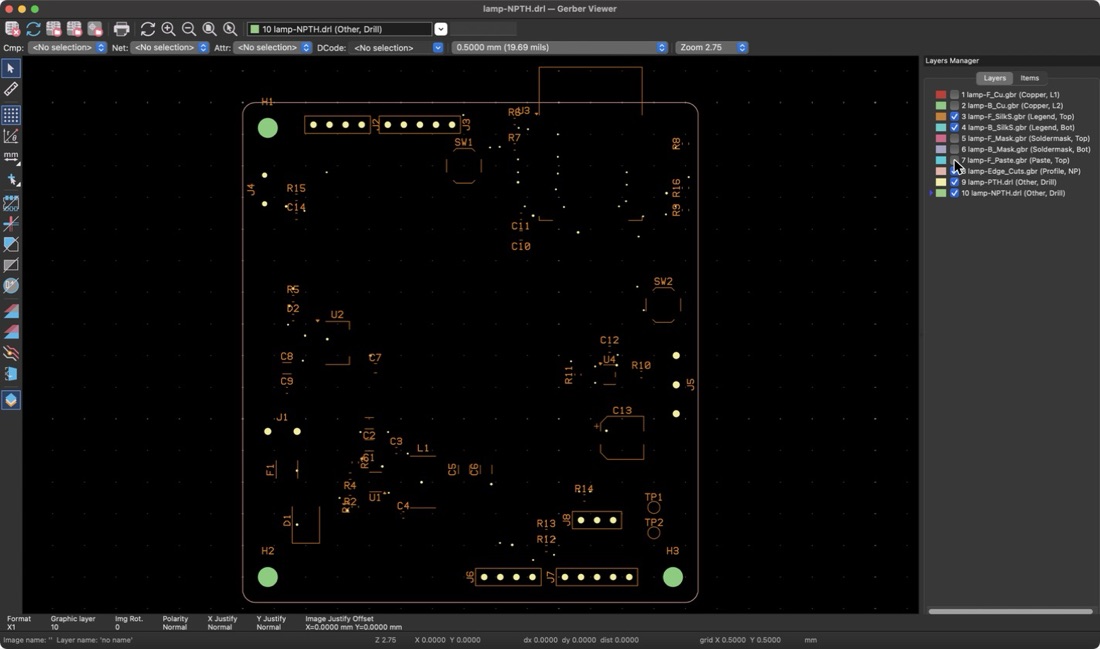 lamp-NPTH.drl — Gerber Viewer
10 lamp-NPTH.drl (Other, Drill)
Cmp: <No selection> Net: <No selection> Attr: <No selection> DCode: <No selection> 0.5000 mm (19.69 mils) Zoom 2.75
Layers Manager
Layers Items
1 lamp-F_Cu.gbr (Copper, L1)
2 lamp-B_Cu.gbr (Copper, L2)
3 lamp-F_SilkS.gbr (Legend, Top)
4 lamp-B_SilkS.gbr (Legend, Bot)
5 lamp-F_Mask.gbr (Soldermask, Top)
6 lamp-B_Mask.gbr (Soldermask, Bot)
7 lamp-F_Paste.gbr (Paste, Top)
lamp-Edge_Cuts.gbr (Profile, NP)
9 lamp-PTH.drl (Other, Drill)
10 lamp-NPTH.drl (Other, Drill)
mm
H1
J2
J3
U3
R7
SW1
R8
J4
R15
C14
R16
R9
C11
C10
R5
D2
SW2
U2
C12
C8
C7
U4
R10
R11
C9
J5
J1
C13
C2
C3
L1
F1
C5
C6
R4
R2
U1
C4
R14
TP1
D1
J8
TP2
R13
R12
H2
H3
J6
J7
Format Graphic layer Img Rot. Polarity X Justify Y Justify Image Justify Offset
X1 10 0 Normal Normal Normal X=0.0000 mm Y=0.0000 mm
Image name: '' Layer name: 'no name' Z 2.75 X 0.0000 Y 0.0000 dx 0.0000 dy 0.0000 dist 0.0000 grid X 0.5000 Y 0.5000 mm